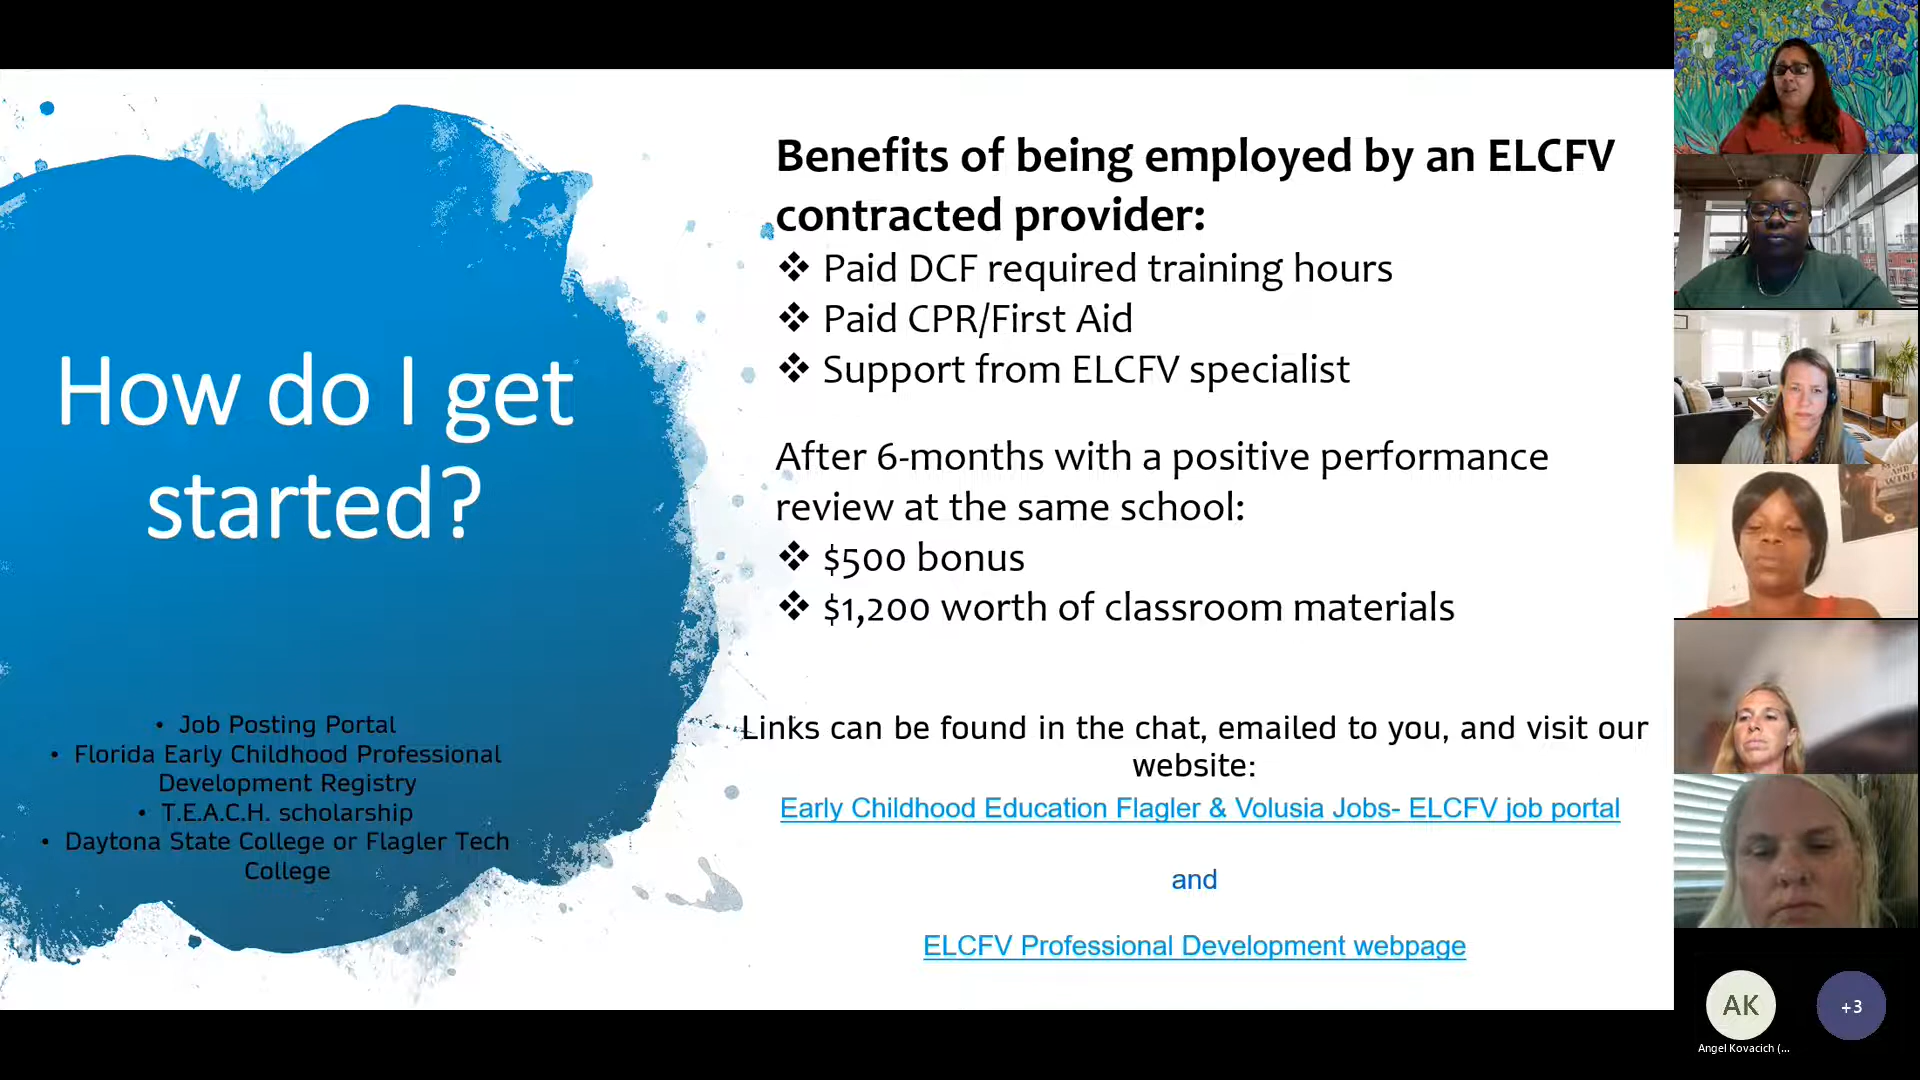 How do I get
started?
• Job Posting Portal
• Florida Early Childhood Professional
Development Registry
• T.E.A.C.H. scholarship
• Daytona State College or Flagler Tech
College
Benefits of being employed by an ELCFV
contracted provider:
❖ Paid DCF required training hours
❖ Paid CPR/First Aid
❖ Support from ELCFV specialist
After 6-months with a positive performance
review at the same school:
❖ $500 bonus
❖ $1,200 worth of classroom materials
Links can be found in the chat, emailed to you, and visit our
website:
Early Childhood Education Flagler & Volusia Jobs- ELCFV job portal
and
ELCFV Professional Development webpage
AND
WINE
AK
+3
Angel Kovacich (...